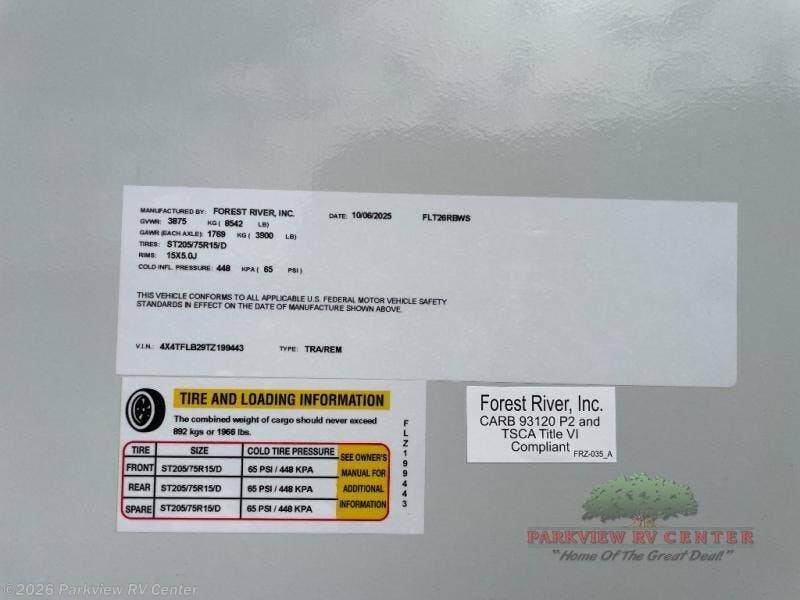 MANUFACTURED BY: FOREST RIVER, INC. DATE: 10/06/2025 FLT26RBWS
GVWR: 3875 KG ( 8542 LB)
GAWR (EACH AXLE): 1769 KG ( 3900 LB)
TIRES: ST205/75R15/D
RIMS: 15X5.0J
COLD INFL. PRESSURE: 448 KPA ( 65 PSI )
THIS VEHICLE CONFORMS TO ALL APPLICABLE U.S. FEDERAL MOTOR VEHICLE SAFETY
STANDARDS IN EFFECT ON THE DATE OF MANUFACTURE SHOWN ABOVE.
V.I.N.: 4X4TFLB29TZ199443 TYPE: TRA/REM
TIRE AND LOADING INFORMATION
The combined weight of cargo should never exceed
892 kgs or 1966 lbs.
TIRE SIZE COLD TIRE PRESSURE
FRONT ST205/75R15/D 65 PSI / 448 KPA
REAR ST205/75R15/D 65 PSI / 448 KPA
SPARE ST205/75R15/D 65 PSI / 448 KPA
SEE OWNER'S
MANUAL FOR
ADDITIONAL
INFORMATION
FLZ199443
Forest River, Inc.
CARB 93120 P2 and
TSCA Title VI
Compliant
FRZ-035_A
PARKVIEW RV CENTER
"Home Of The Great Deal!"
©2026 Parkview RV Center